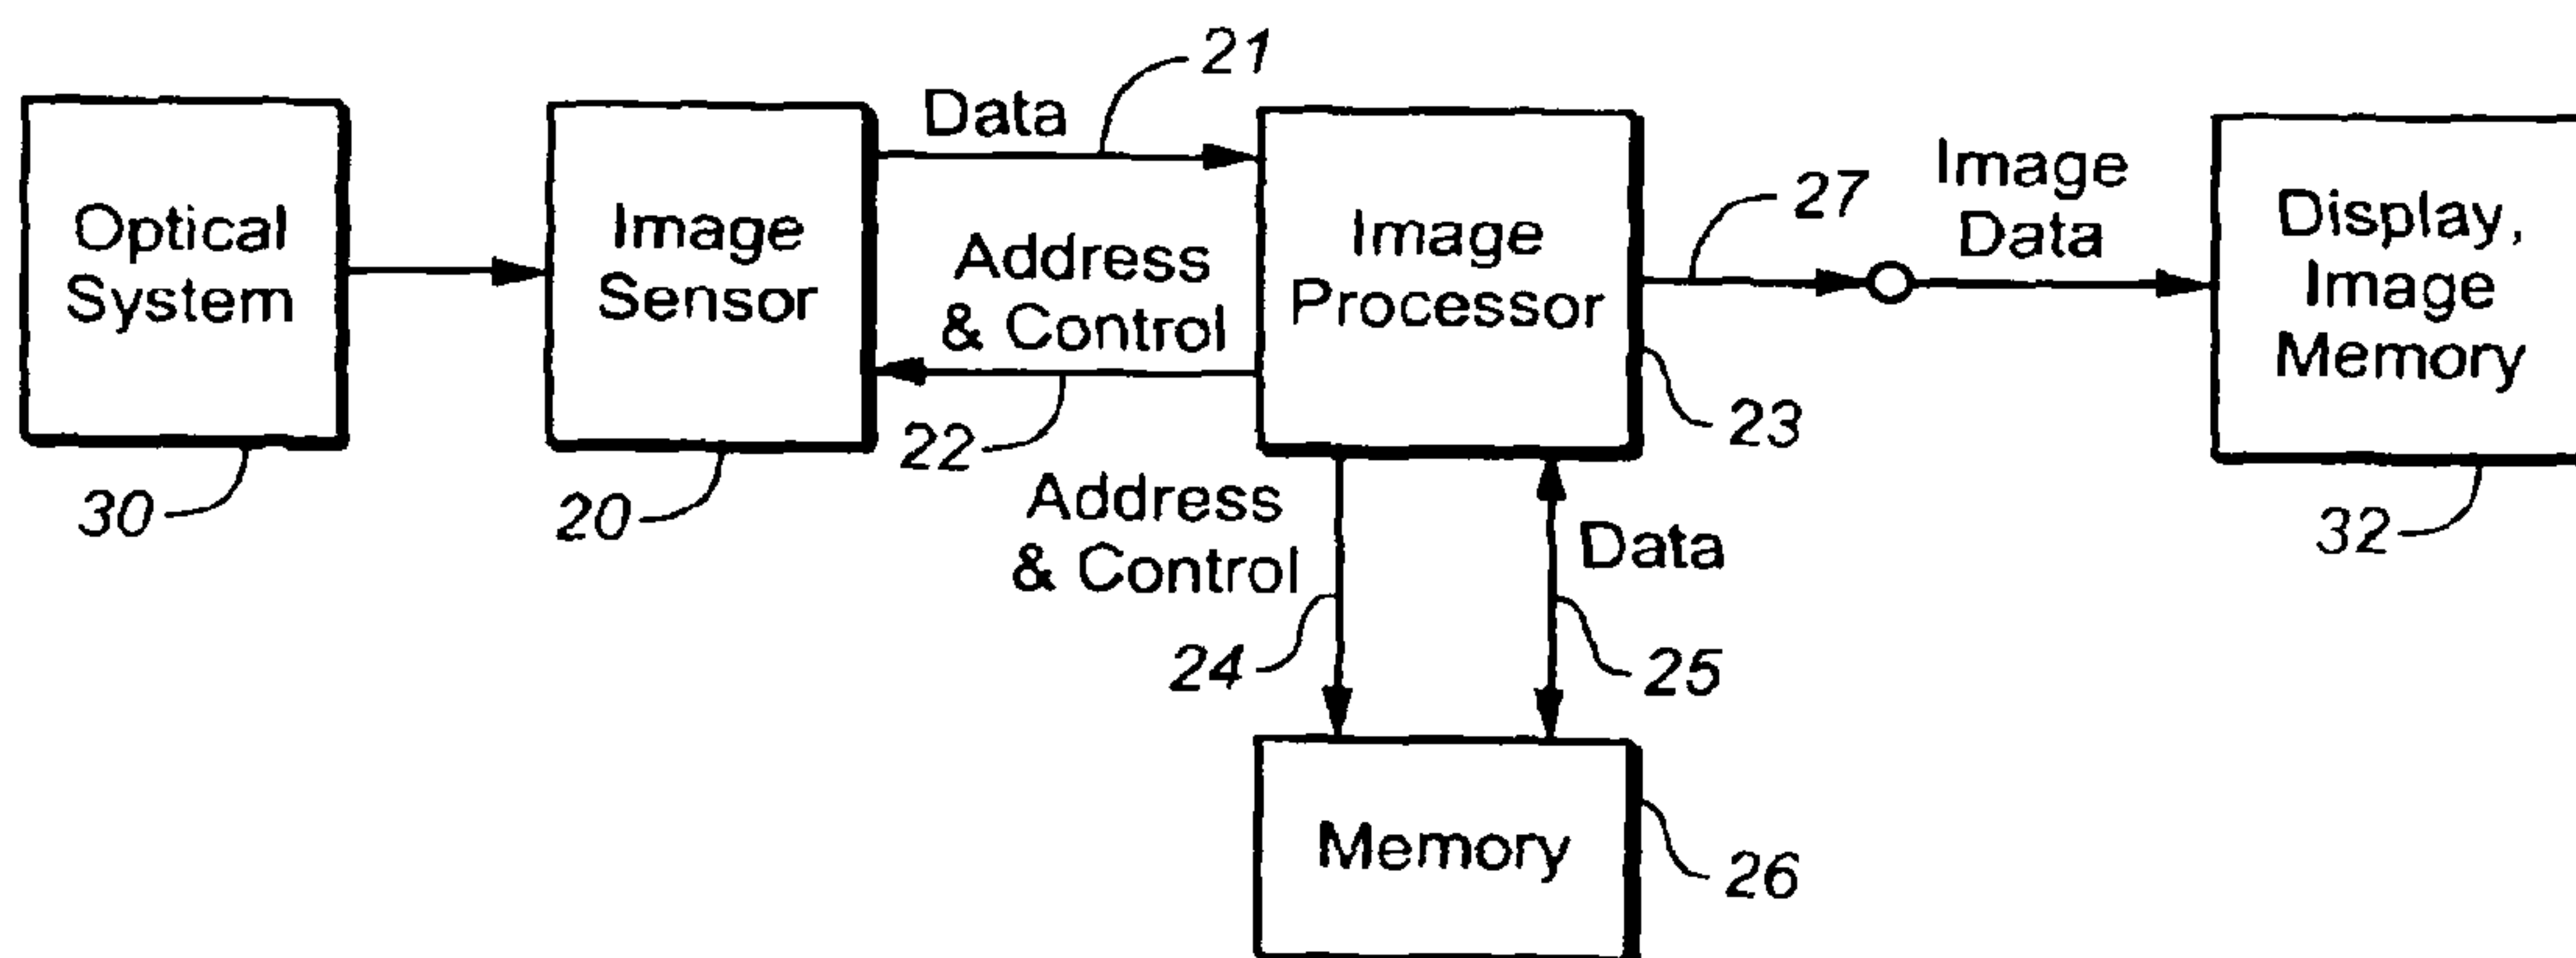 21
Data
Optical
System
30
Image
Sensor
20
Address
& Control
22
Image
Processor
23
27
Image
Data
Display,
Image
Memory
32
Address
& Control
24
Data
25
Memory
26